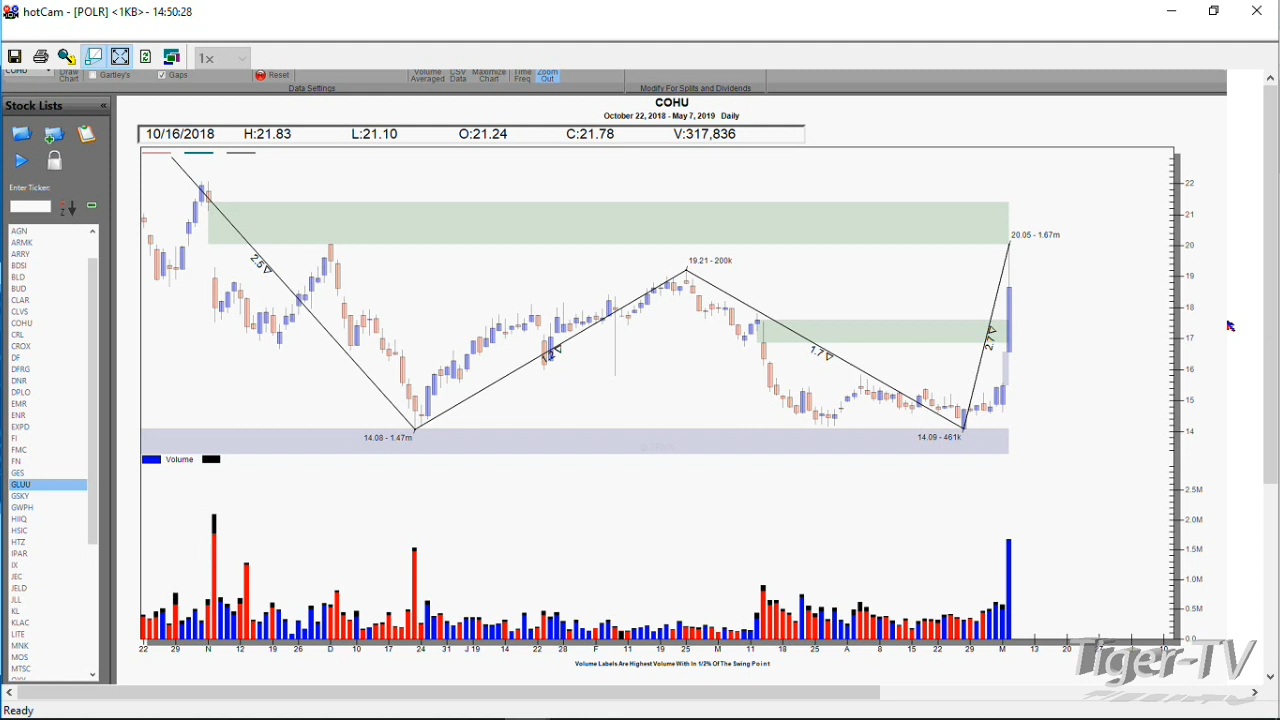 hotCam - [POLR] <1KB> - 14:50:28
1x
COHU
Draw Chart
Gartley's
Gaps
Reset
Volume Averaged
CSV Data
Maximize Chart
Time Freq
Zoom Out
Data Settings
Modify For Splits and Dividends
Stock Lists
«
COHU
October 22, 2018 - May 7, 2019 Daily
10/16/2018 H:21.83 L:21.10 O:21.24 C:21.78 V:317,836
Enter Ticker:
AGN
ARMK
ARRY
BDSI
BLD
BUD
CLAR
CLVS
COHU
CRL
CROX
DF
DFRG
DNR
DPLO
EMR
ENR
EXPD
FI
FMC
FN
GES
GLUU
GSKY
GWPH
HIIQ
HSIC
HTZ
IPAR
IX
JEC
JELD
JLL
KL
KLAC
LITE
MNK
MOS
MTSC
22
21
20
19
18
17
16
15
14
2.5
2
1.7
2.7
19.21 - 200k
20.05 - 1.67m
14.08 - 1.47m
14.09 - 461k
Volume
2.5M
2.0M
1.5M
1.0M
0.5M
0.0
22 29 N 12 19 26 D 10 17 24 31 J 14 22 28 F 11 19 25 M 11 18 25 A 8 15 22 29 M 13 20 28 J 10
Volume Labels Are Highest Volume With In 1/2% Of The Swing Point
Tiger-TV
Ready